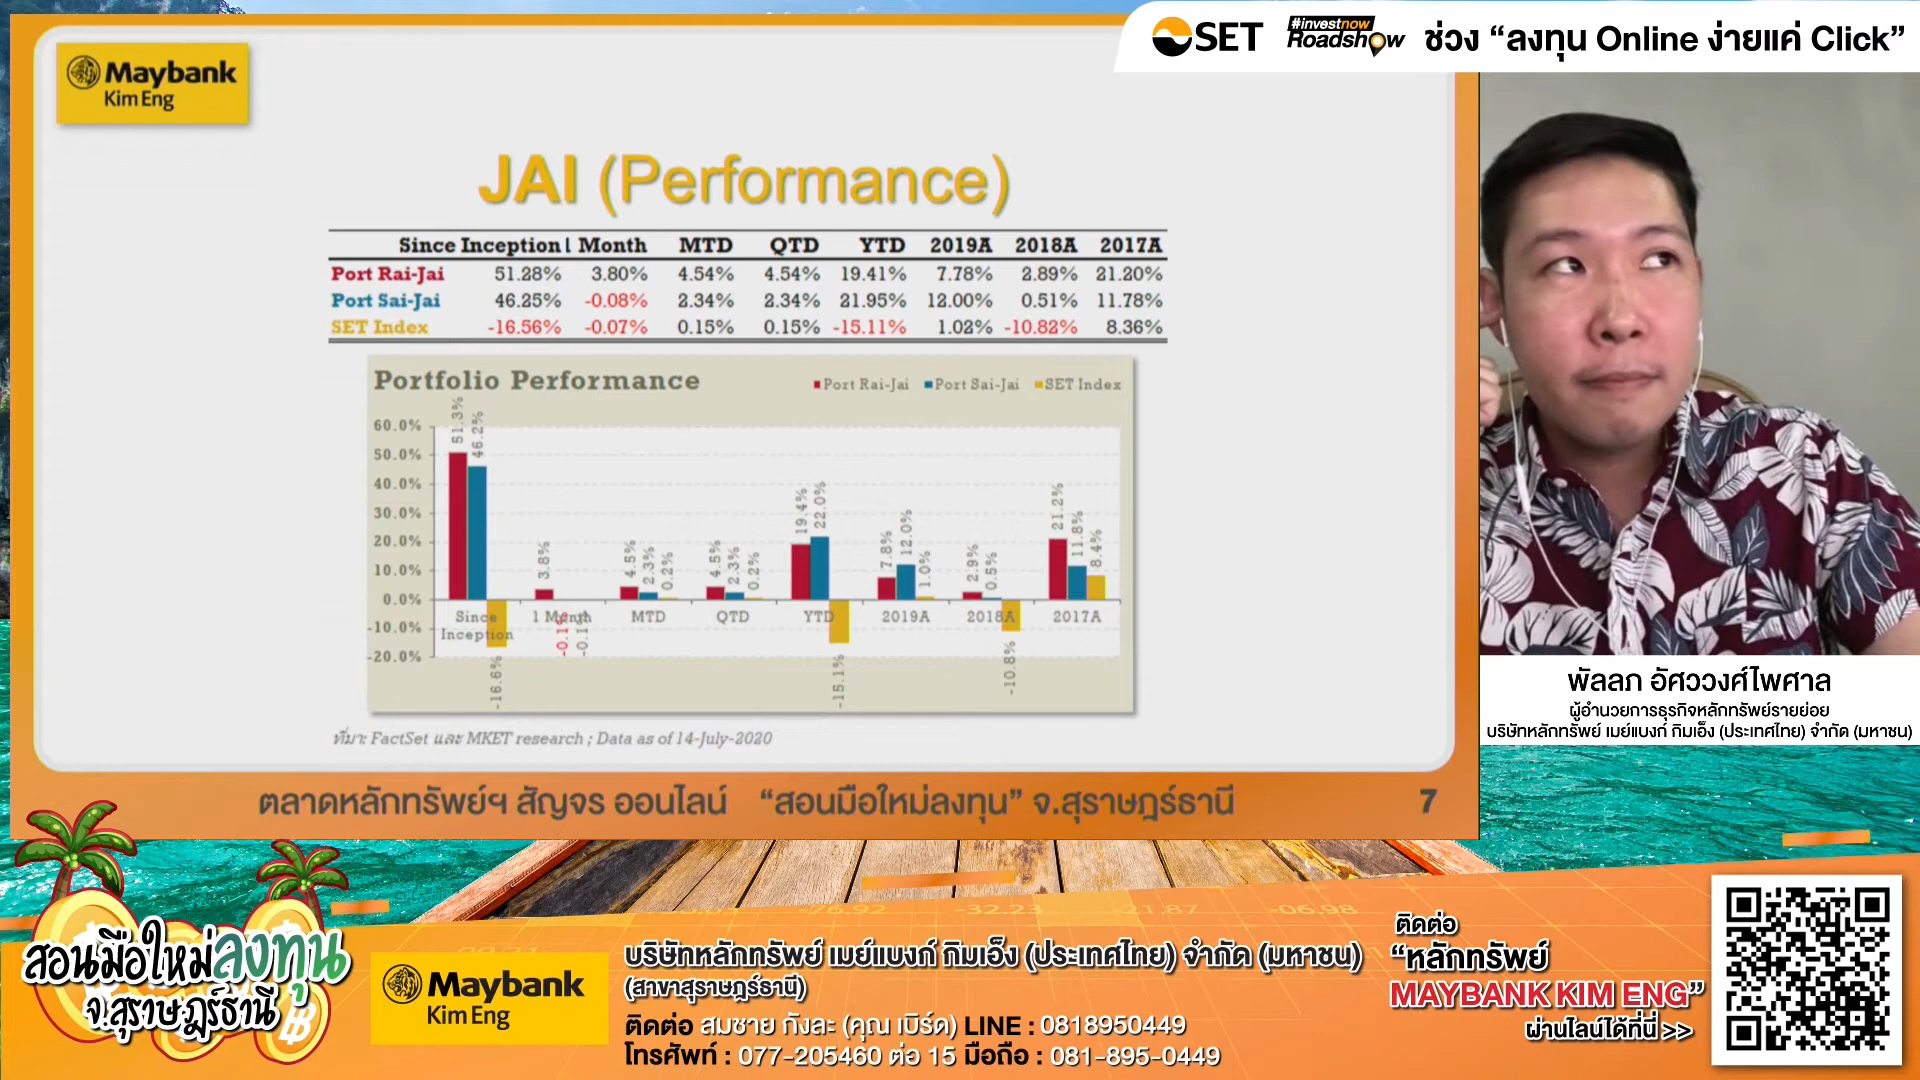 SET
#investnow
Roadshow
ช่วง “ลงทุน Online ง่ายแค่ Click”
Maybank
Kim Eng
JAI (Performance)
Since Inception 1 Month MTD QTD YTD 2019A 2018A 2017A
Port Rai-Jai 51.28% 3.80% 4.54% 4.54% 19.41% 7.78% 2.89% 21.20%
Port Sai-Jai 46.25% -0.08% 2.34% 2.34% 21.95% 12.00% 0.51% 11.78%
SET Index -16.56% -0.07% 0.15% 0.15% -15.11% 1.02% -10.82% 8.36%
Portfolio Performance
Port Rai-Jai Port Sai-Jai SET Index
60.0%
50.0%
40.0%
30.0%
20.0%
10.0%
0.0%
-10.0%
-20.0%
51.3% 46.2% -16.6%
3.8% -0.1% -0.1%
4.5% 2.3% 0.2%
4.5% 2.3% 0.2%
19.4% 22.0% -15.1%
7.8% 12.0% 1.0%
2.9% 0.5% -10.8%
21.2% 11.8% 8.4%
Since Inception 1 Month MTD QTD YTD 2019A 2018A 2017A
ที่มา: FactSet และ MKET research ; Data as of 14-July-2020
พัลลภ อัศววงศ์ไพศาล
ผู้อำนวยการธุรกิจหลักทรัพย์รายย่อย
บริษัทหลักทรัพย์ เมย์แบงก์ กิมเอ็ง (ประเทศไทย) จำกัด (มหาชน)
ตลาดหลักทรัพย์ฯ สัญจร ออนไลน์ “สอนมือใหม่ลงทุน” จ.สุราษฎร์ธานี 7
-76.92 -32.23 -21.87 -06.98
สอนมือใหม่ลงทุน
จ.สุราษฎร์ธานี
Maybank
Kim Eng
บริษัทหลักทรัพย์ เมย์แบงก์ กิมเอ็ง (ประเทศไทย) จำกัด (มหาชน)
(สาขาสุราษฎร์ธานี)
ติดต่อ สมชาย กังละ (คุณ เบิร์ด) LINE : 0818950449
โทรศัพท์ : 077-205460 ต่อ 15 มือถือ : 081-895-0449
ติดต่อ
“หลักทรัพย์
MAYBANK KIM ENG”
ผ่านไลน์ได้ที่นี่ >>